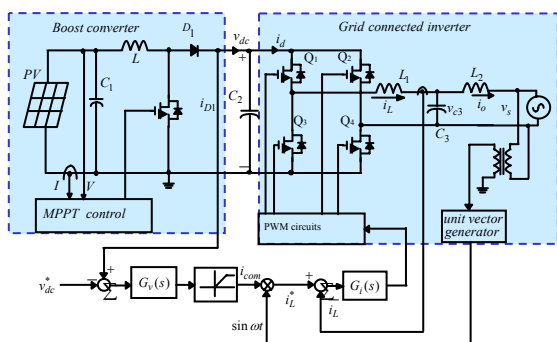 Boost converter
Grid connected inverter
D₁
v_dc
i_d
Q₁
Q₂
L
L₁
L₂
PV
C₁
+
C₂
i_D1
i_L
v_c3
i_o
v_s
C₃
Q₃
Q₄
−
I
V
MPPT control
PWM circuits
unit vector
generator
+
v*_dc
−
Σ
G_v(s)
i_com
i*_L
+
Σ
−
G_i(s)
i_L
sin ωt